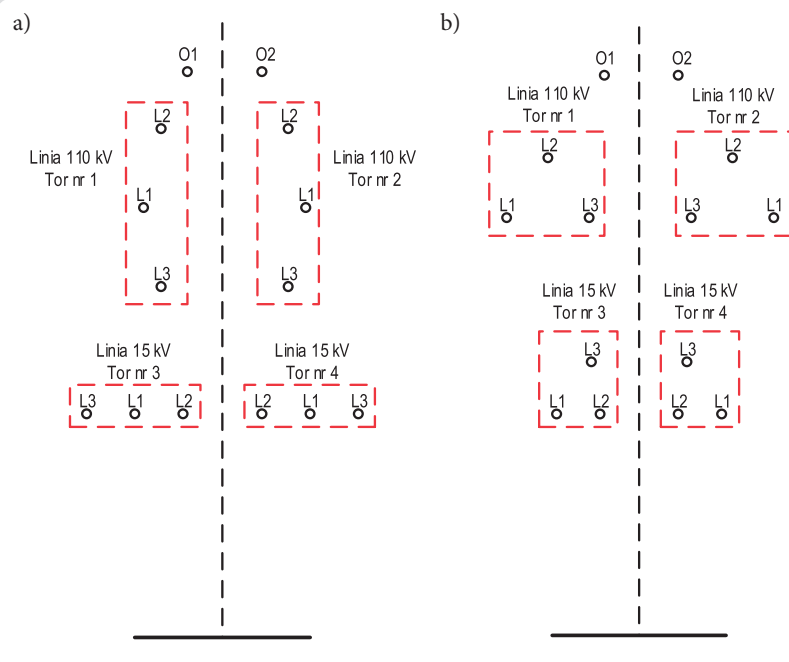 a)
O1 O2
L2 L2
Linia 110 kV
Tor nr 1
Linia 110 kV
Tor nr 2
L1 L1
L3 L3
Linia 15 kV
Tor nr 3
Linia 15 kV
Tor nr 4
L3 L1 L2 L2 L1 L3
b)
O1 O2
Linia 110 kV
Tor nr 1
Linia 110 kV
Tor nr 2
L2 L2
L1 L3 L3 L1
Linia 15 kV
Tor nr 3
Linia 15 kV
Tor nr 4
L3 L3
L1 L2 L2 L1